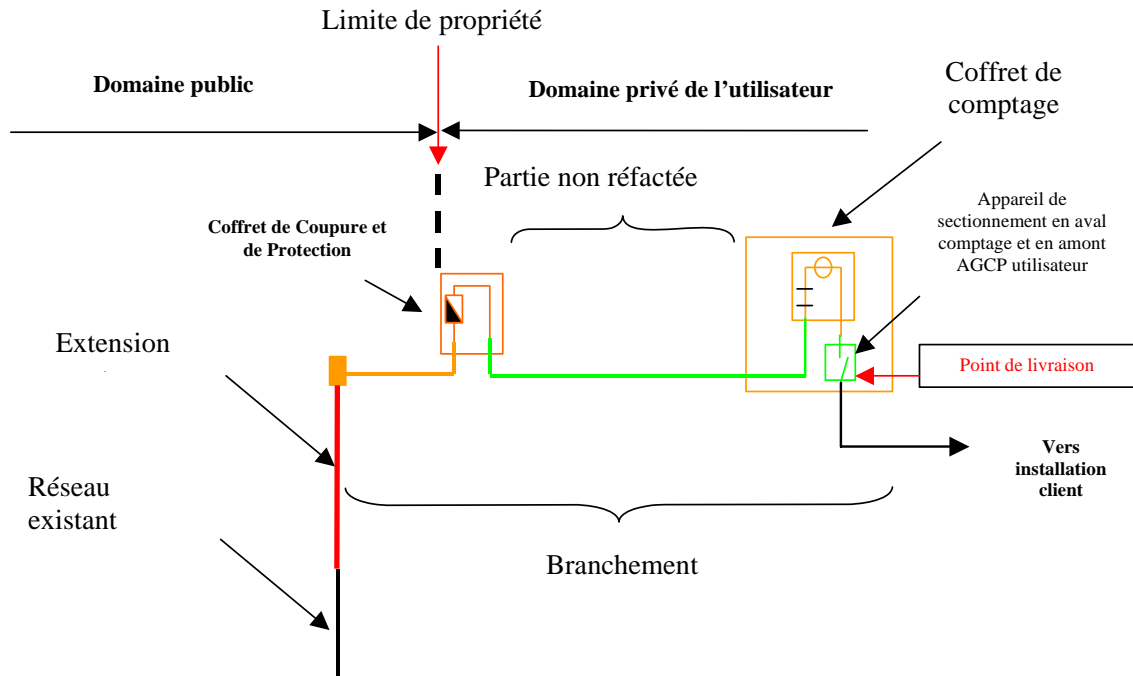 Limite de propriété
Domaine public
Domaine privé de l’utilisateur
Coffret de
comptage
Partie non réfactée
Appareil de
sectionnement en aval
comptage et en amont
AGCP utilisateur
Coffret de Coupure et
de Protection
Extension
Point de livraison
Vers
installation
client
Réseau
existant
Branchement